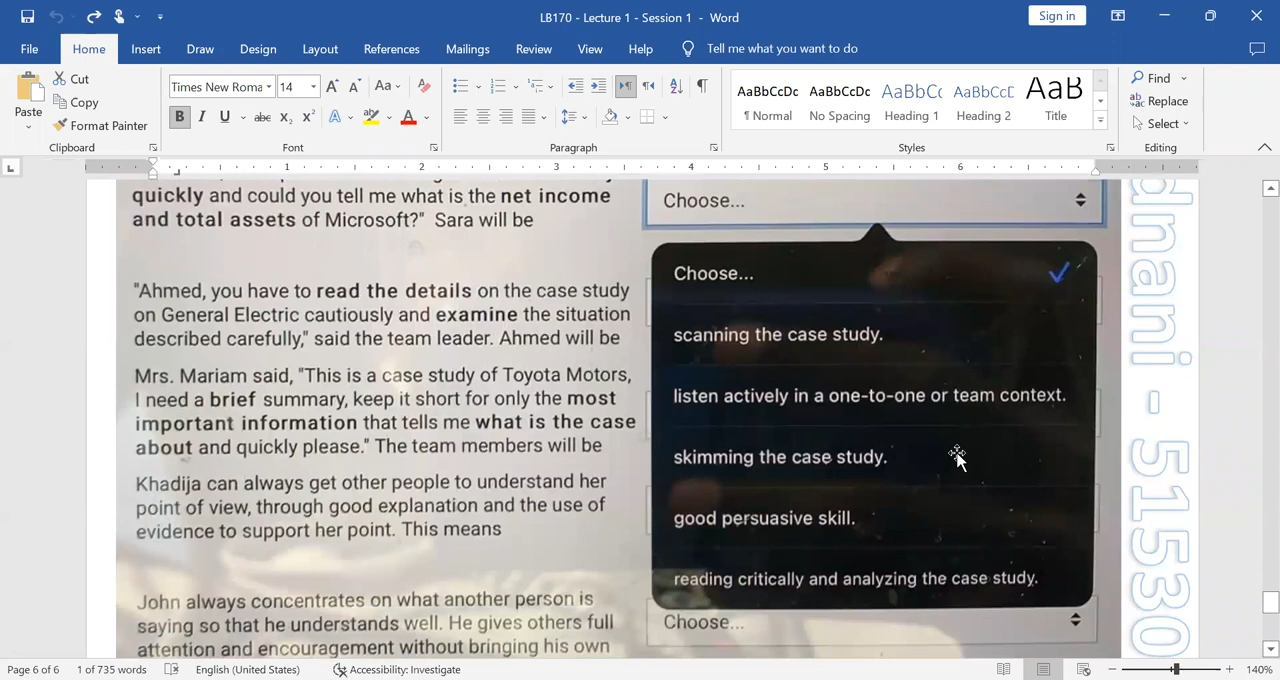 LB170 - Lecture 1 - Session 1 - Word
Sign in
File Home Insert Draw Design Layout References Mailings Review View Help Tell me what you want to do
Paste
Cut
Copy
Format Painter
Clipboard
Times New Roma 14
Font
Paragraph
AaBbCcDc AaBbCcDc AaBbCc AaBbCcD AaB
¶ Normal No Spacing Heading 1 Heading 2 Title
Styles
Find
Replace
Select
Editing
1 2 3 4 5 6
quickly and could you tell me what is the net income
and total assets of Microsoft?" Sara will be
Choose...
"Ahmed, you have to read the details on the case study
on General Electric cautiously and examine the situation
described carefully," said the team leader. Ahmed will be
Mrs. Mariam said, "This is a case study of Toyota Motors,
I need a brief summary, keep it short for only the most
important information that tells me what is the case
about and quickly please." The team members will be
Khadija can always get other people to understand her
point of view, through good explanation and the use of
evidence to support her point. This means
John always concentrates on what another person is
saying so that he understands well. He gives others full
attention and encouragement without bringing his own
Choose...
scanning the case study.
listen actively in a one-to-one or team context.
skimming the case study.
good persuasive skill.
reading critically and analyzing the case study.
Choose...
dnani - 51530
Page 6 of 6 1 of 735 words English (United States) Accessibility: Investigate 140%